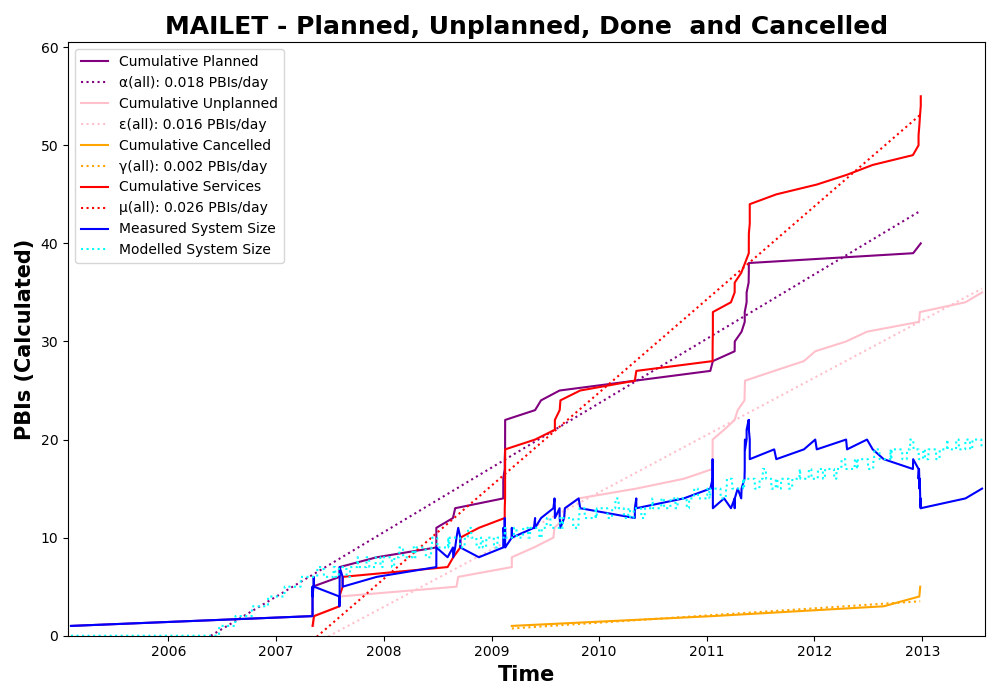 MAILET - Planned, Unplanned, Done  and Cancelled
Cumulative Planned
α(all): 0.018 PBIs/day
Cumulative Unplanned
ε(all): 0.016 PBIs/day
Cumulative Cancelled
γ(all): 0.002 PBIs/day
Cumulative Services
μ(all): 0.026 PBIs/day
Measured System Size
Modelled System Size
PBIs (Calculated)
60
50
40
30
20
10
0
2006 2007 2008 2009 2010 2011 2012 2013
Time